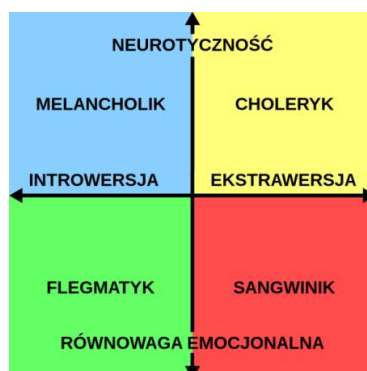 NEUROTYCZNOŚĆ
MELANCHOLIK CHOLERYK
INTROWERSJA EKSTRAWERSJA
FLEGMATYK SANGWINIK
RÓWNOWAGA EMOCJONALNA